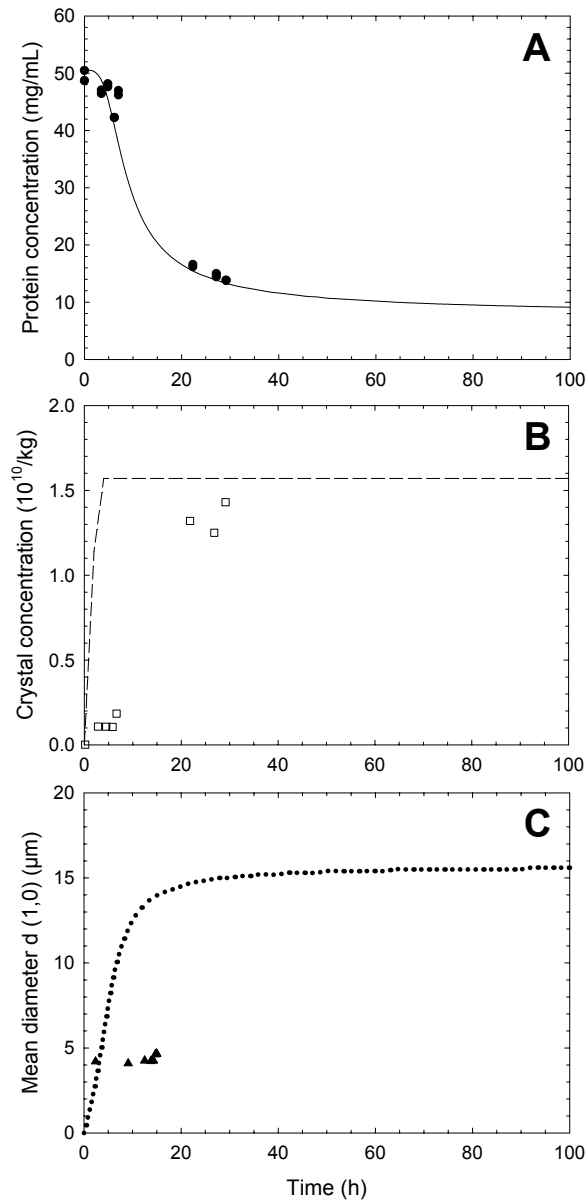 A
Protein concentration (mg/mL)
60
50
40
30
20
10
0
0 20 40 60 80 100
B
Crystal concentration (10¹⁰/kg)
2.0
1.5
1.0
0.5
0.0
0 20 40 60 80 100
C
Mean diameter d (1,0) (µm)
20
15
10
5
0
0 20 40 60 80 100
Time (h)